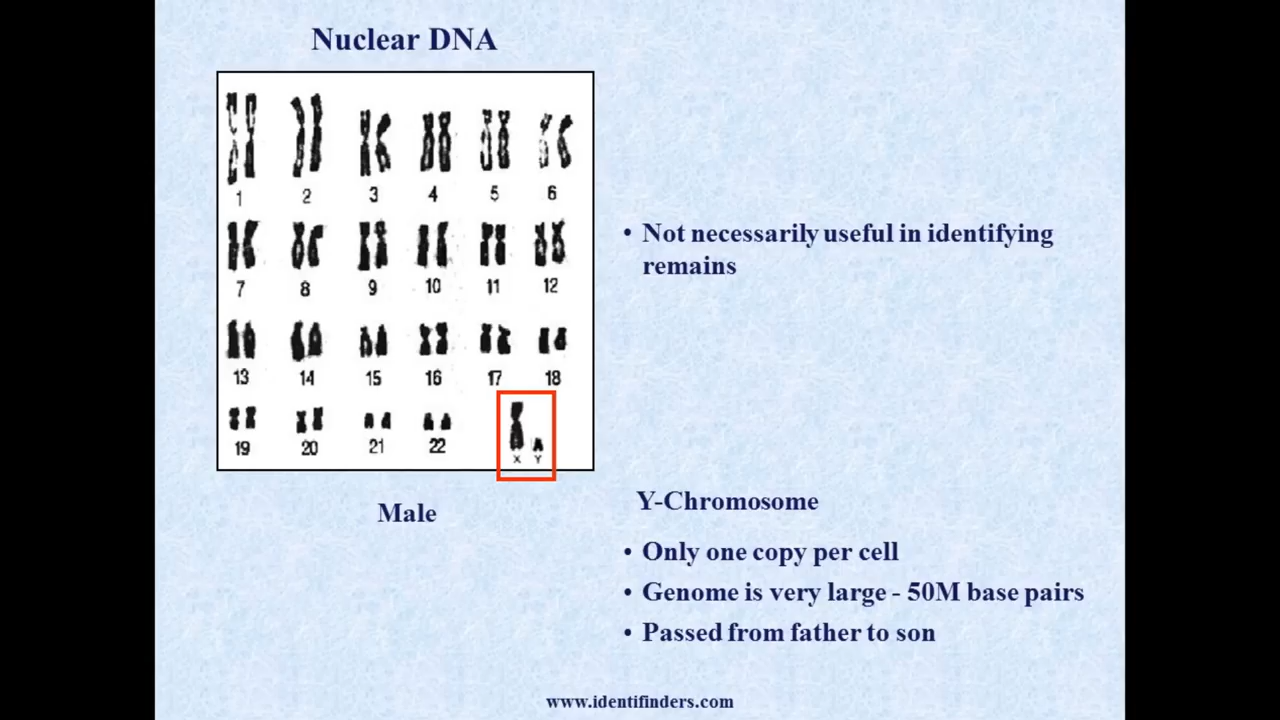 Nuclear DNA
1 2 3 4 5 6
7 8 9 10 11 12
13 14 15 16 17 18
19 20 21 22 X Y
Male
• Not necessarily useful in identifying
remains
Y-Chromosome
• Only one copy per cell
• Genome is very large - 50M base pairs
• Passed from father to son
www.identifinders.com